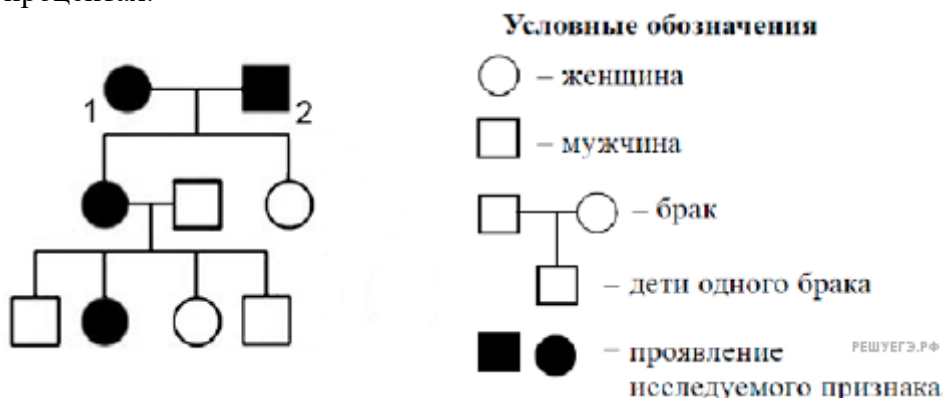 Условные обозначения
– женщина
– мужчина
– брак
– дети одного брака
– проявление
исследуемого признака
1
2
РЕШУЕГЭ.РФ